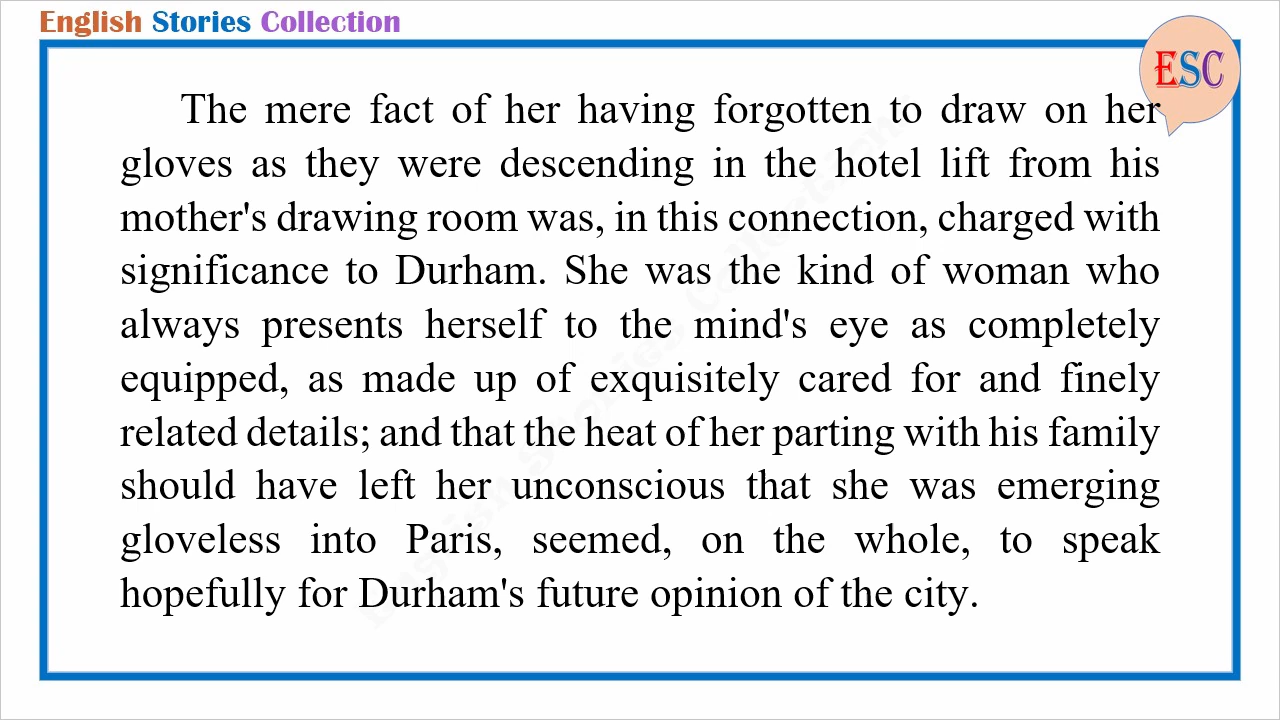 English Stories Collection
ESC
The mere fact of her having forgotten to draw on her
gloves as they were descending in the hotel lift from his
mother's drawing room was, in this connection, charged with
significance to Durham. She was the kind of woman who
always presents herself to the mind's eye as completely
equipped, as made up of exquisitely cared for and finely
related details; and that the heat of her parting with his family
should have left her unconscious that she was emerging
gloveless into Paris, seemed, on the whole, to speak
hopefully for Durham's future opinion of the city.
English Stories Collection